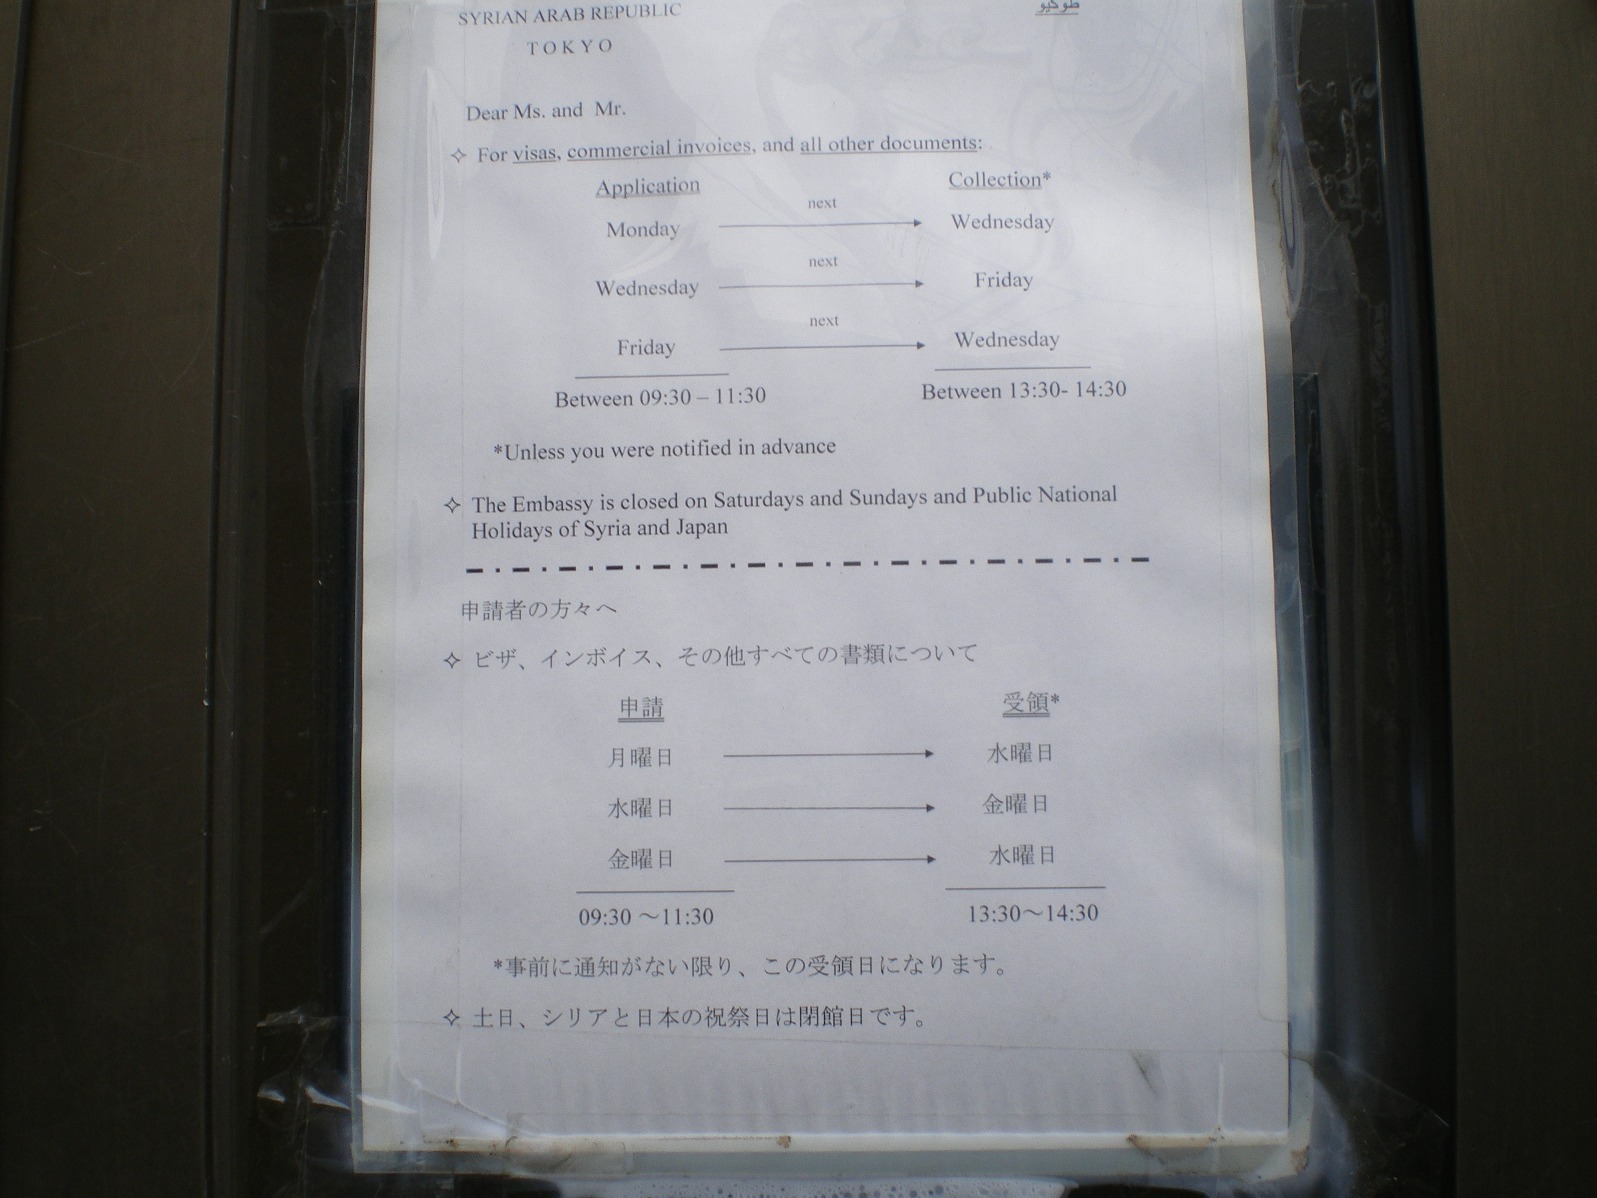 SYRIAN ARAB REPUBLIC
طوكيو
TOKYO
Dear Ms. and Mr.
✧ For visas, commercial invoices, and all other documents:
Application Collection*
next
Monday Wednesday
next
Wednesday Friday
next
Friday Wednesday
Between 09:30 – 11:30 Between 13:30- 14:30
*Unless you were notified in advance
✧ The Embassy is closed on Saturdays and Sundays and Public National
Holidays of Syria and Japan
申請者の方々へ
✧ ビザ、インボイス、その他すべての書類について
申請 受領*
月曜日 水曜日
水曜日 金曜日
金曜日 水曜日
09:30 ～11:30 13:30～14:30
*事前に通知がない限り、この受領日になります。
✧ 土日、シリアと日本の祝祭日は閉館日です。